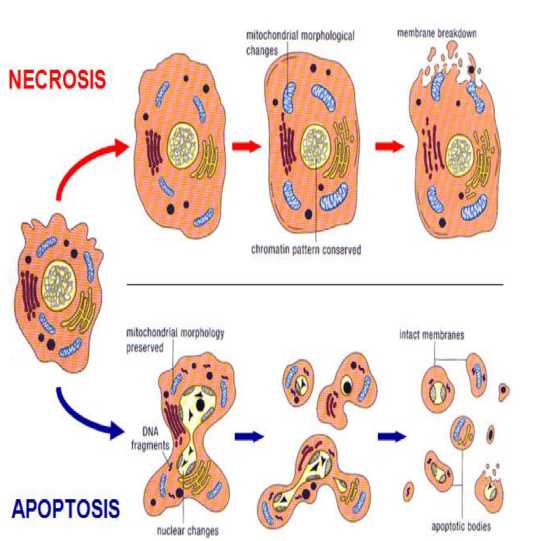 NECROSIS
mitochondrial morphological
changes
membrane breakdown
chromatin pattern conserved
mitochondrial morphology
preserved
DNA
fragments
nuclear changes
intact membranes
apoptotic bodies
APOPTOSIS